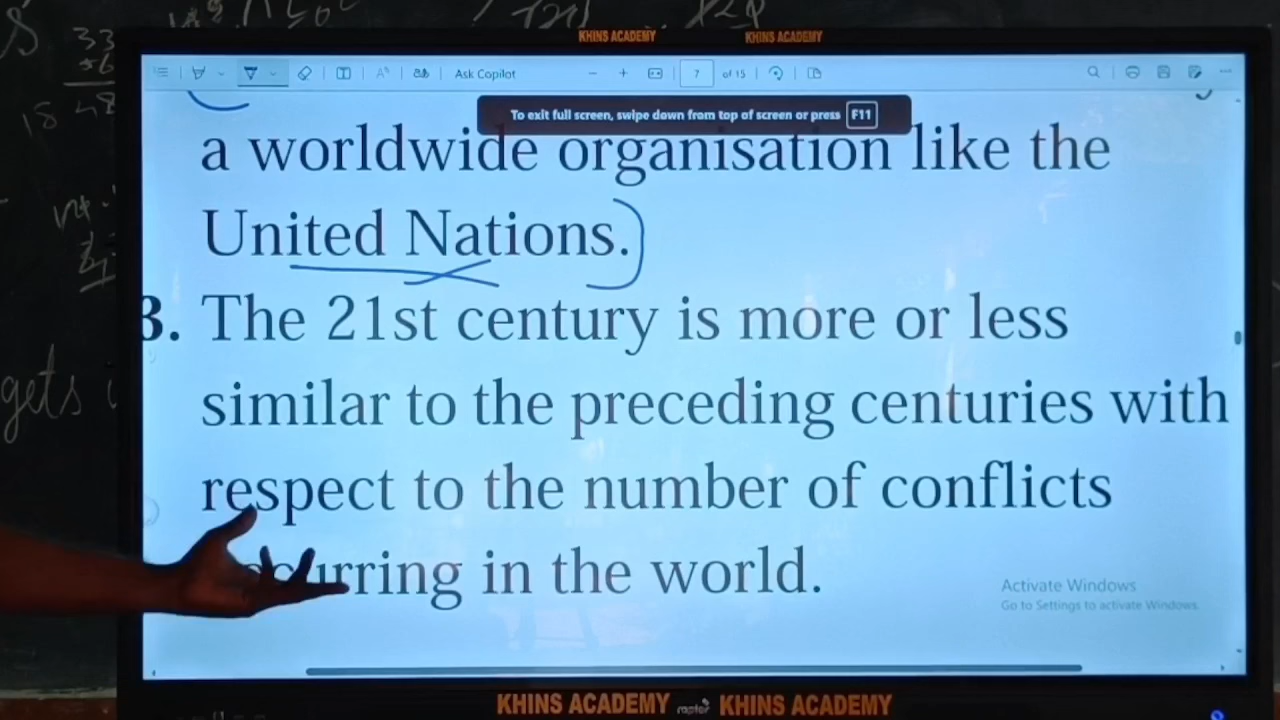 KHINS ACADEMY KHINS ACADEMY
Ask Copilot 7 of 15
To exit full screen, swipe down from top of screen or press F11
a worldwide organisation like the
United Nations.
3. The 21st century is more or less
similar to the preceding centuries with
respect to the number of conflicts
urring in the world.
Activate Windows
Go to Settings to activate Windows.
gets
KHINS ACADEMY raptor KHINS ACADEMY